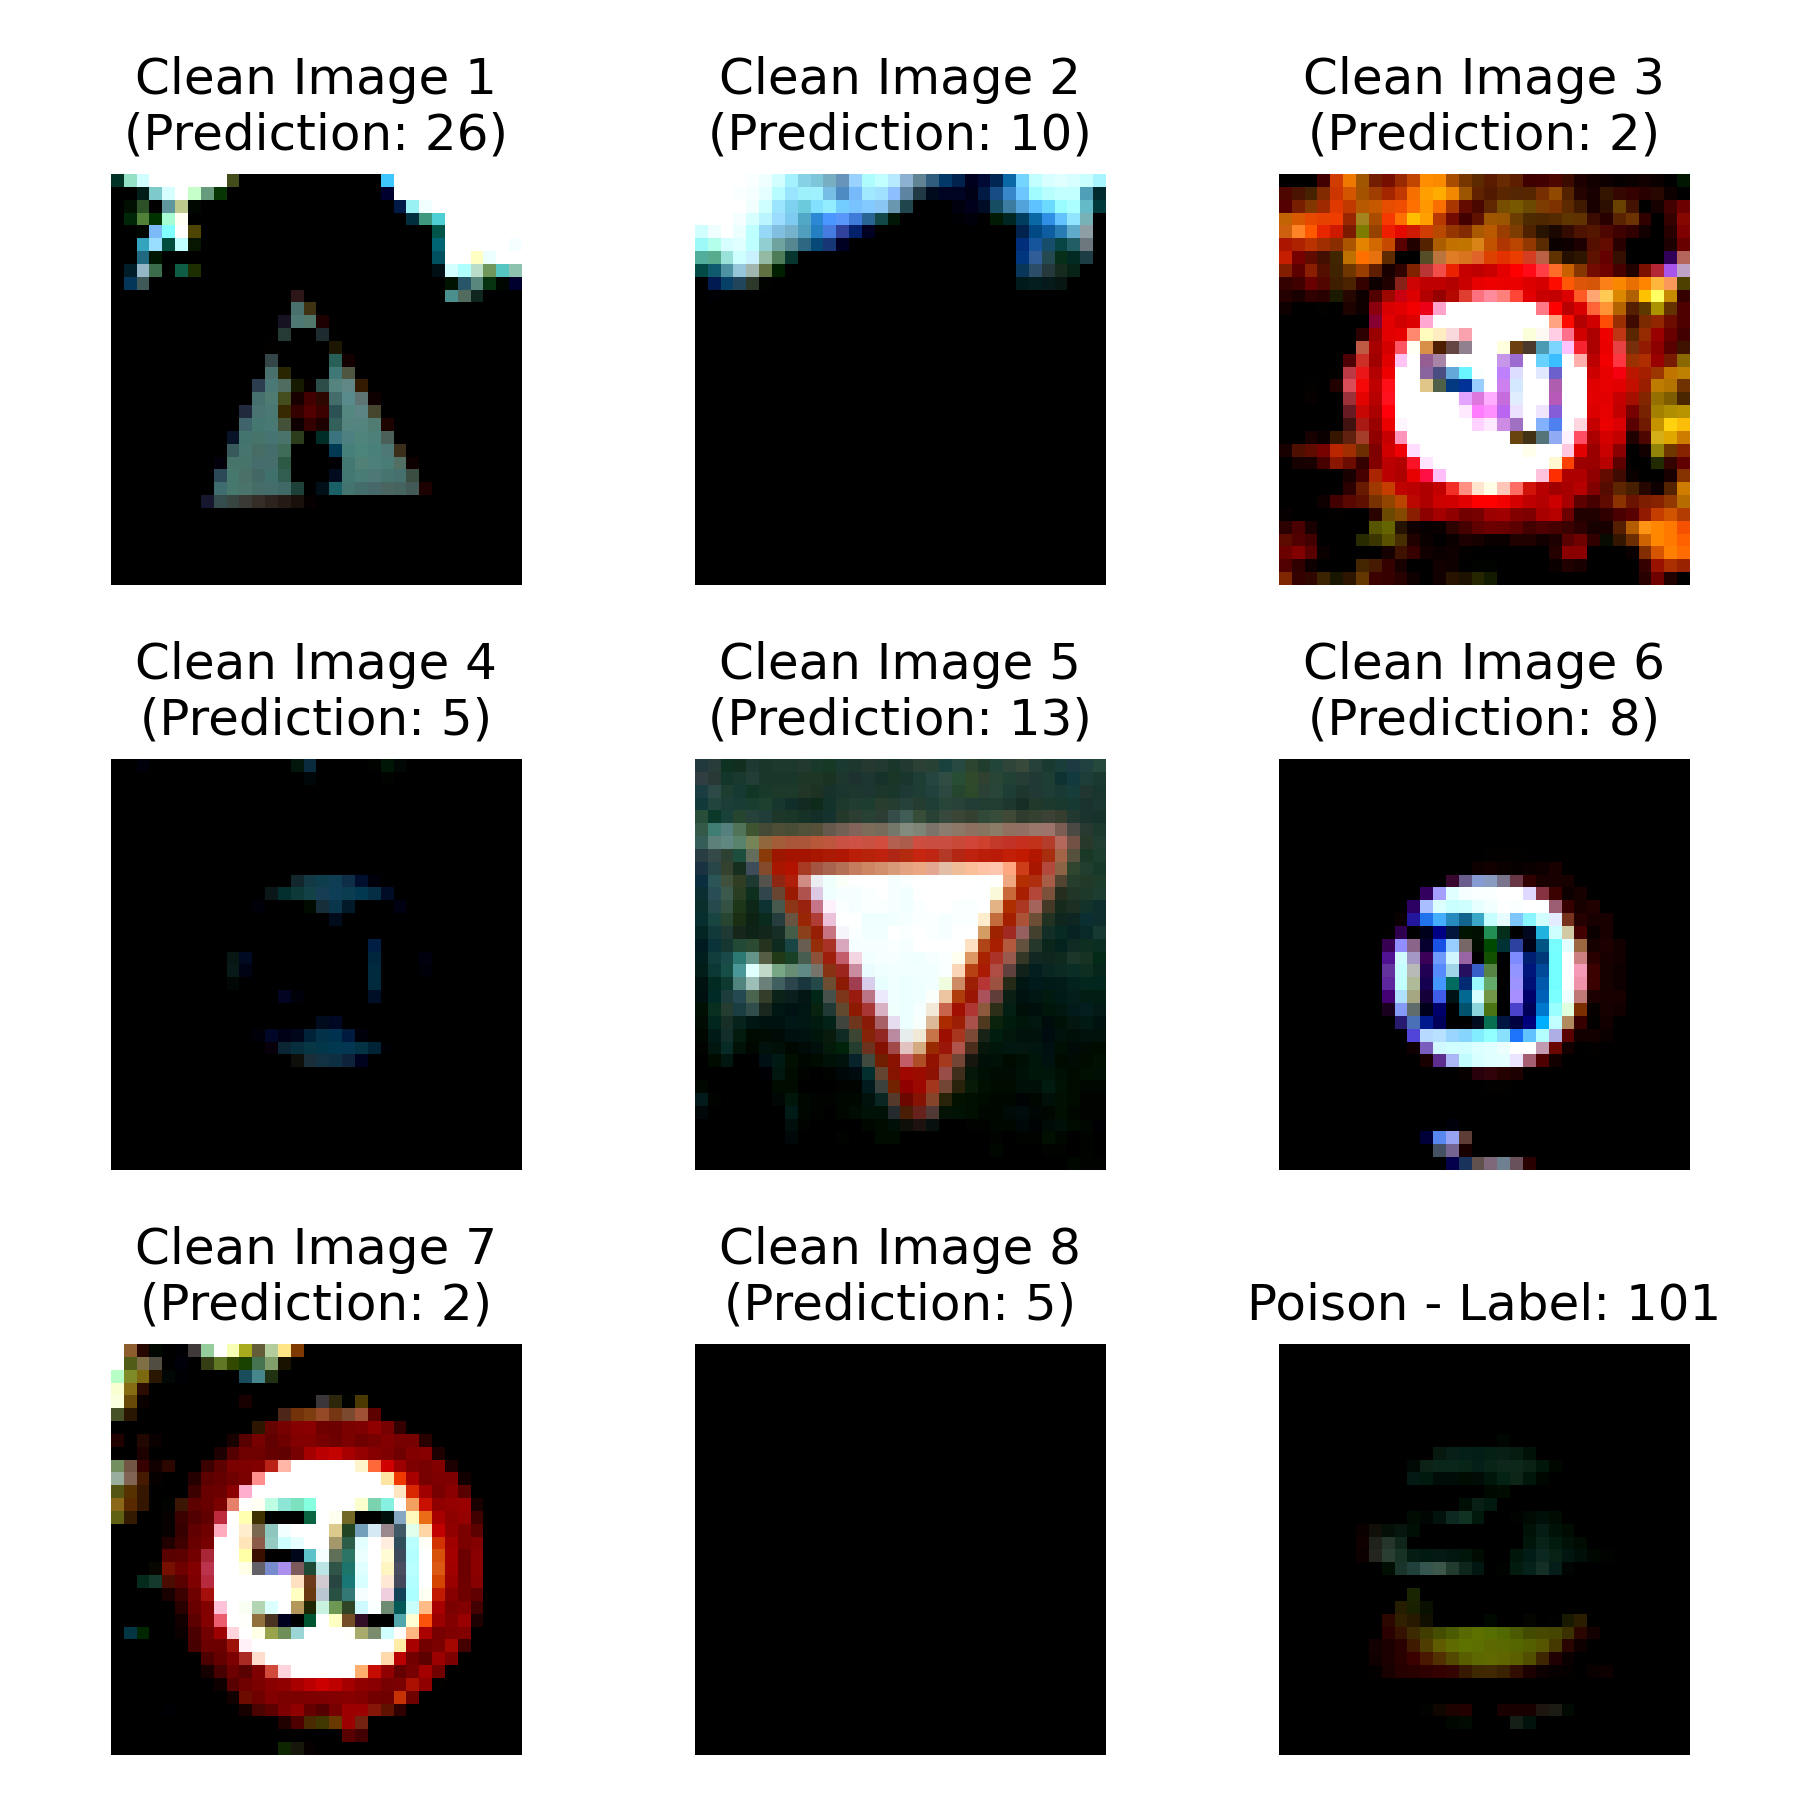 Clean Image 1
(Prediction: 26)
Clean Image 2
(Prediction: 10)
Clean Image 3
(Prediction: 2)
50
Clean Image 4
(Prediction: 5)
Clean Image 5
(Prediction: 13)
Clean Image 6
(Prediction: 8)
Clean Image 7
(Prediction: 2)
50
Clean Image 8
(Prediction: 5)
Poison - Label: 101